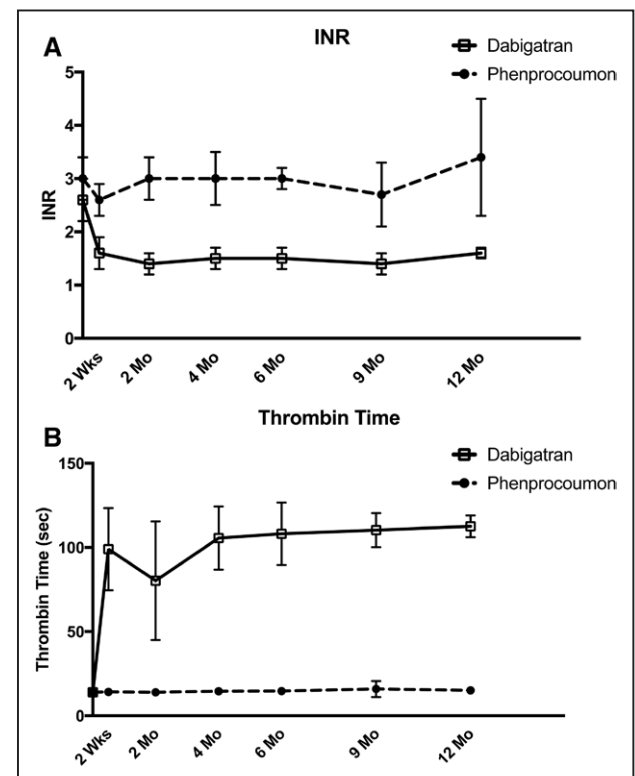 A
INR
Dabigatran
Phenprocoumon
5
4
3
2
1
0
INR
2 Wks
2 Mo
4 Mo
6 Mo
9 Mo
12 Mo
Thrombin Time
B
Dabigatran
Phenprocoumon
150
100
50
0
Thrombin Time (sec)
2 Wks
2 Mo
4 Mo
6 Mo
9 Mo
12 Mo